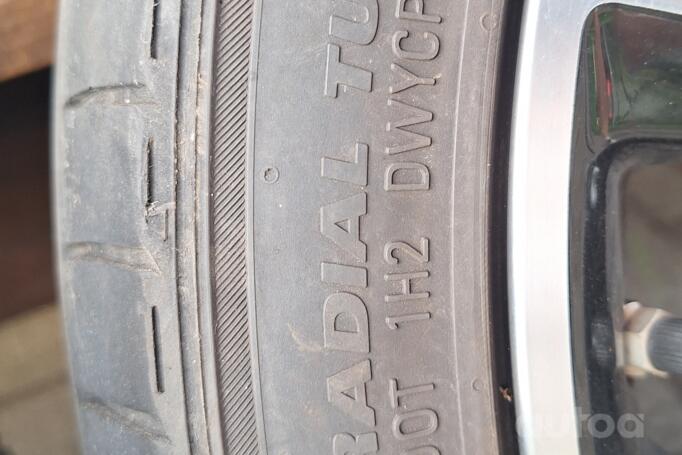 RADIAL TU
DOT 1H2 DWYCP
autoa